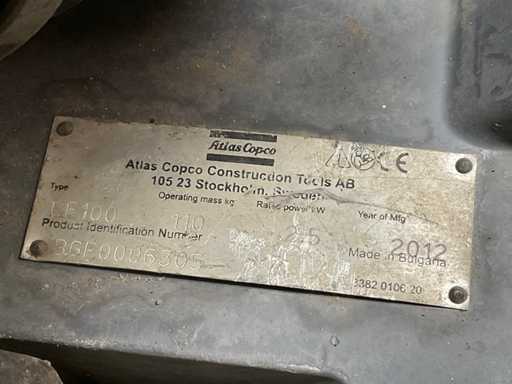 Atlas Copco
CE
Atlas Copco Construction Tools AB
105 23 Stockholm, Sweden
Type Operating mass kg Rated power kW Year of Mfg
110 2012
Product Identification Number
Made in Bulgaria
3382 0106 20